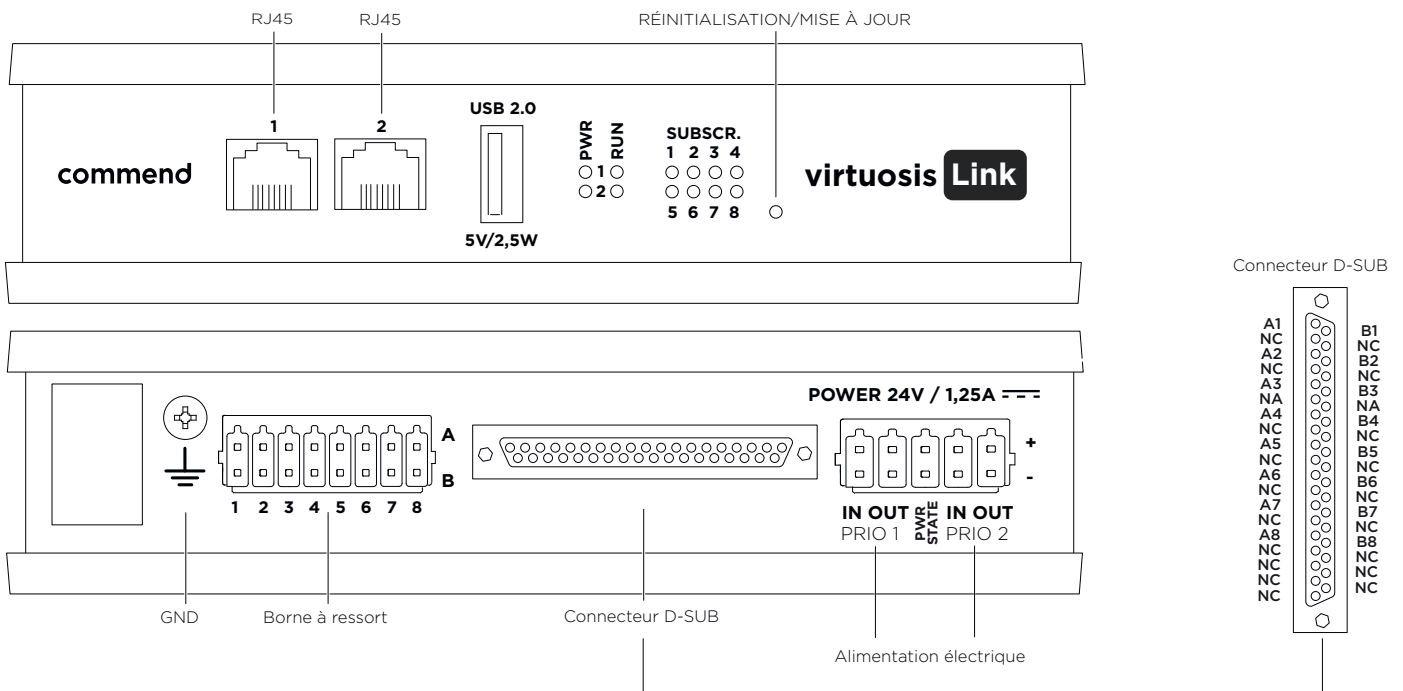 RJ45
RJ45
RÉINITIALISATION/MISE À JOUR
commend
1
2
USB 2.0
5V/2,5W
PWR
RUN
1
2
SUBSCR.
1 2 3 4
5 6 7 8
virtuosis Link
POWER 24V / 1,25A
A
B
1 2 3 4 5 6 7 8
+
-
IN OUT
PRIO 1
PWR
STATE
IN OUT
PRIO 2
GND
Borne à ressort
Connecteur D-SUB
Alimentation électrique
Connecteur D-SUB
A1
NC
A2
NC
A3
NA
A4
NC
A5
NC
A6
NC
A7
NC
A8
NC
NC
NC
NC
B1
NC
B2
NC
B3
NA
B4
NC
B5
NC
B6
NC
B7
NC
B8
NC
NC
NC